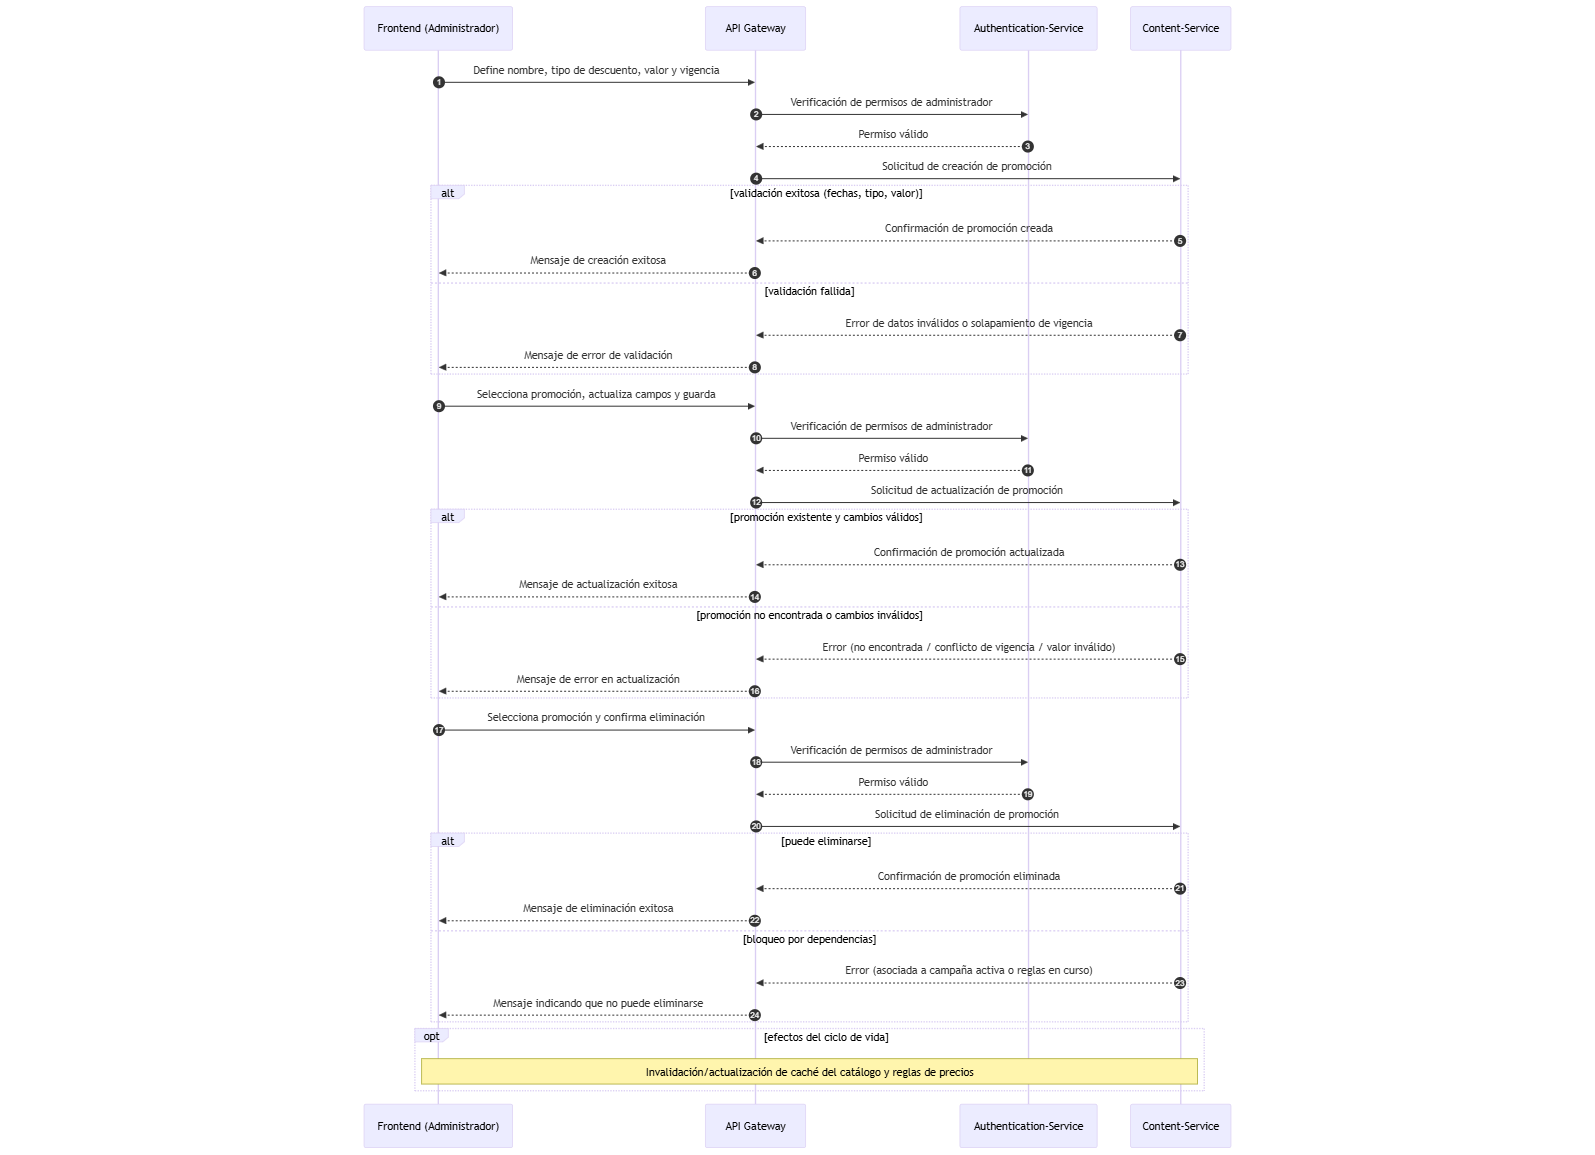 Frontend (Administrador)
API Gateway
Authentication-Service
Content-Service
Define nombre, tipo de descuento, valor y vigencia
1
Verificación de permisos de administrador
2
Permiso válido
3
Solicitud de creación de promoción
4
alt
[validación exitosa (fechas, tipo, valor)]
Confirmación de promoción creada
5
Mensaje de creación exitosa
6
[validación fallida]
Error de datos inválidos o solapamiento de vigencia
7
Mensaje de error de validación
8
Selecciona promoción, actualiza campos y guarda
9
Verificación de permisos de administrador
10
Permiso válido
11
Solicitud de actualización de promoción
12
alt
[promoción existente y cambios válidos]
Confirmación de promoción actualizada
13
Mensaje de actualización exitosa
14
[promoción no encontrada o cambios inválidos]
Error (no encontrada / conflicto de vigencia / valor inválido)
15
Mensaje de error en actualización
16
Selecciona promoción y confirma eliminación
17
Verificación de permisos de administrador
18
Permiso válido
19
Solicitud de eliminación de promoción
20
alt
[puede eliminarse]
Confirmación de promoción eliminada
21
Mensaje de eliminación exitosa
22
[bloqueo por dependencias]
Error (asociada a campaña activa o reglas en curso)
23
Mensaje indicando que no puede eliminarse
24
opt
[efectos del ciclo de vida]
Invalidación/actualización de caché del catálogo y reglas de precios
Frontend (Administrador)
API Gateway
Authentication-Service
Content-Service